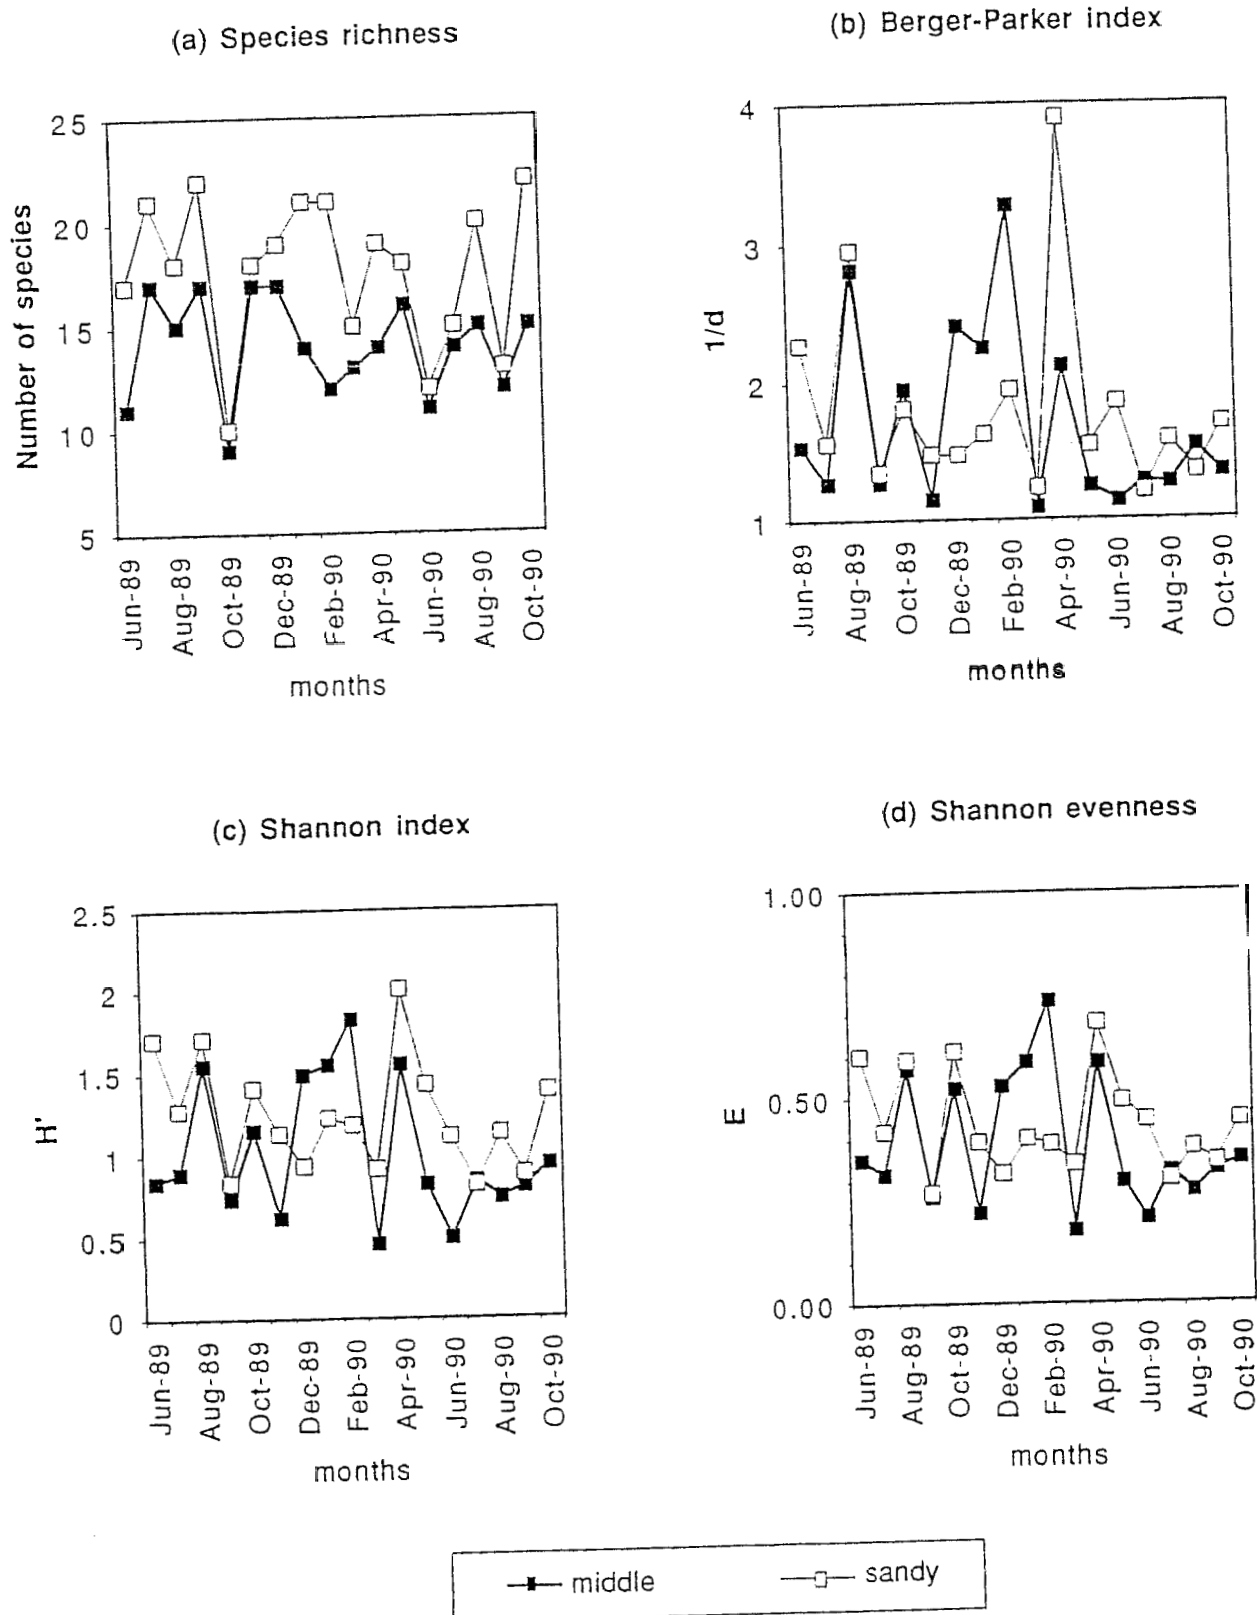 (a) Species richness
25
20
15
10
5
Number of species
Jun-89
Aug-89
Oct-89
Dec-89
Feb-90
Apr-90
Jun-90
Aug-90
Oct-90
months
(b) Berger-Parker index
4
3
2
1
1/d
Jun-89
Aug-89
Oct-89
Dec-89
Feb-90
Apr-90
Jun-90
Aug-90
Oct-90
months
(c) Shannon index
2.5
2
1.5
1
0.5
0
H'
Jun-89
Aug-89
Oct-89
Dec-89
Feb-90
Apr-90
Jun-90
Aug-90
Oct-90
months
(d) Shannon evenness
1.00
0.50
0.00
E
Jun-89
Aug-89
Oct-89
Dec-89
Feb-90
Apr-90
Jun-90
Aug-90
Oct-90
months
middle
sandy